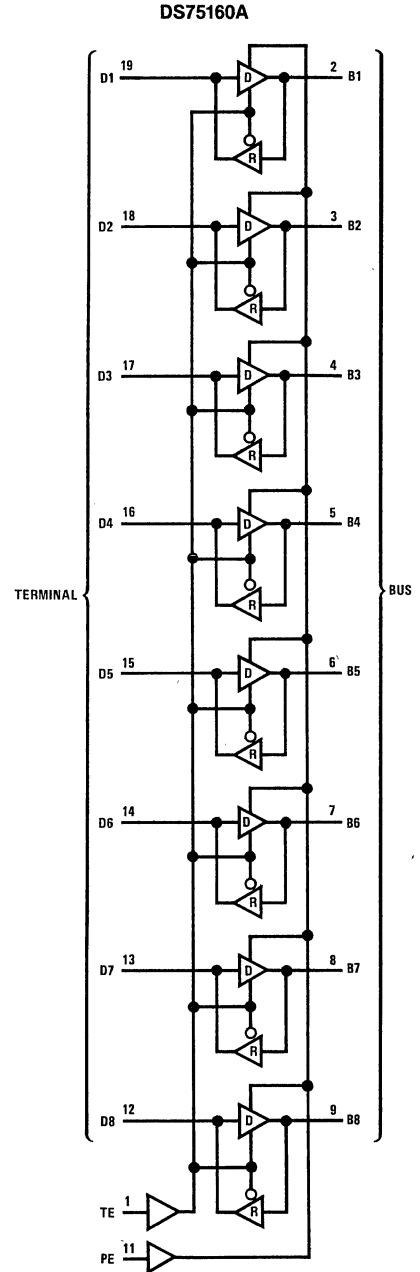 DS75160A
D1 19 D 2 B1
R
D2 18 D 3 B2
R
D3 17 D 4 B3
R
D4 16 D 5 B4
R
TERMINAL BUS
D5 15 D 6 B5
R
D6 14 D 7 B6
R
D7 13 D 8 B7
R
D8 12 D 9 B8
TE 1 R
PE 11